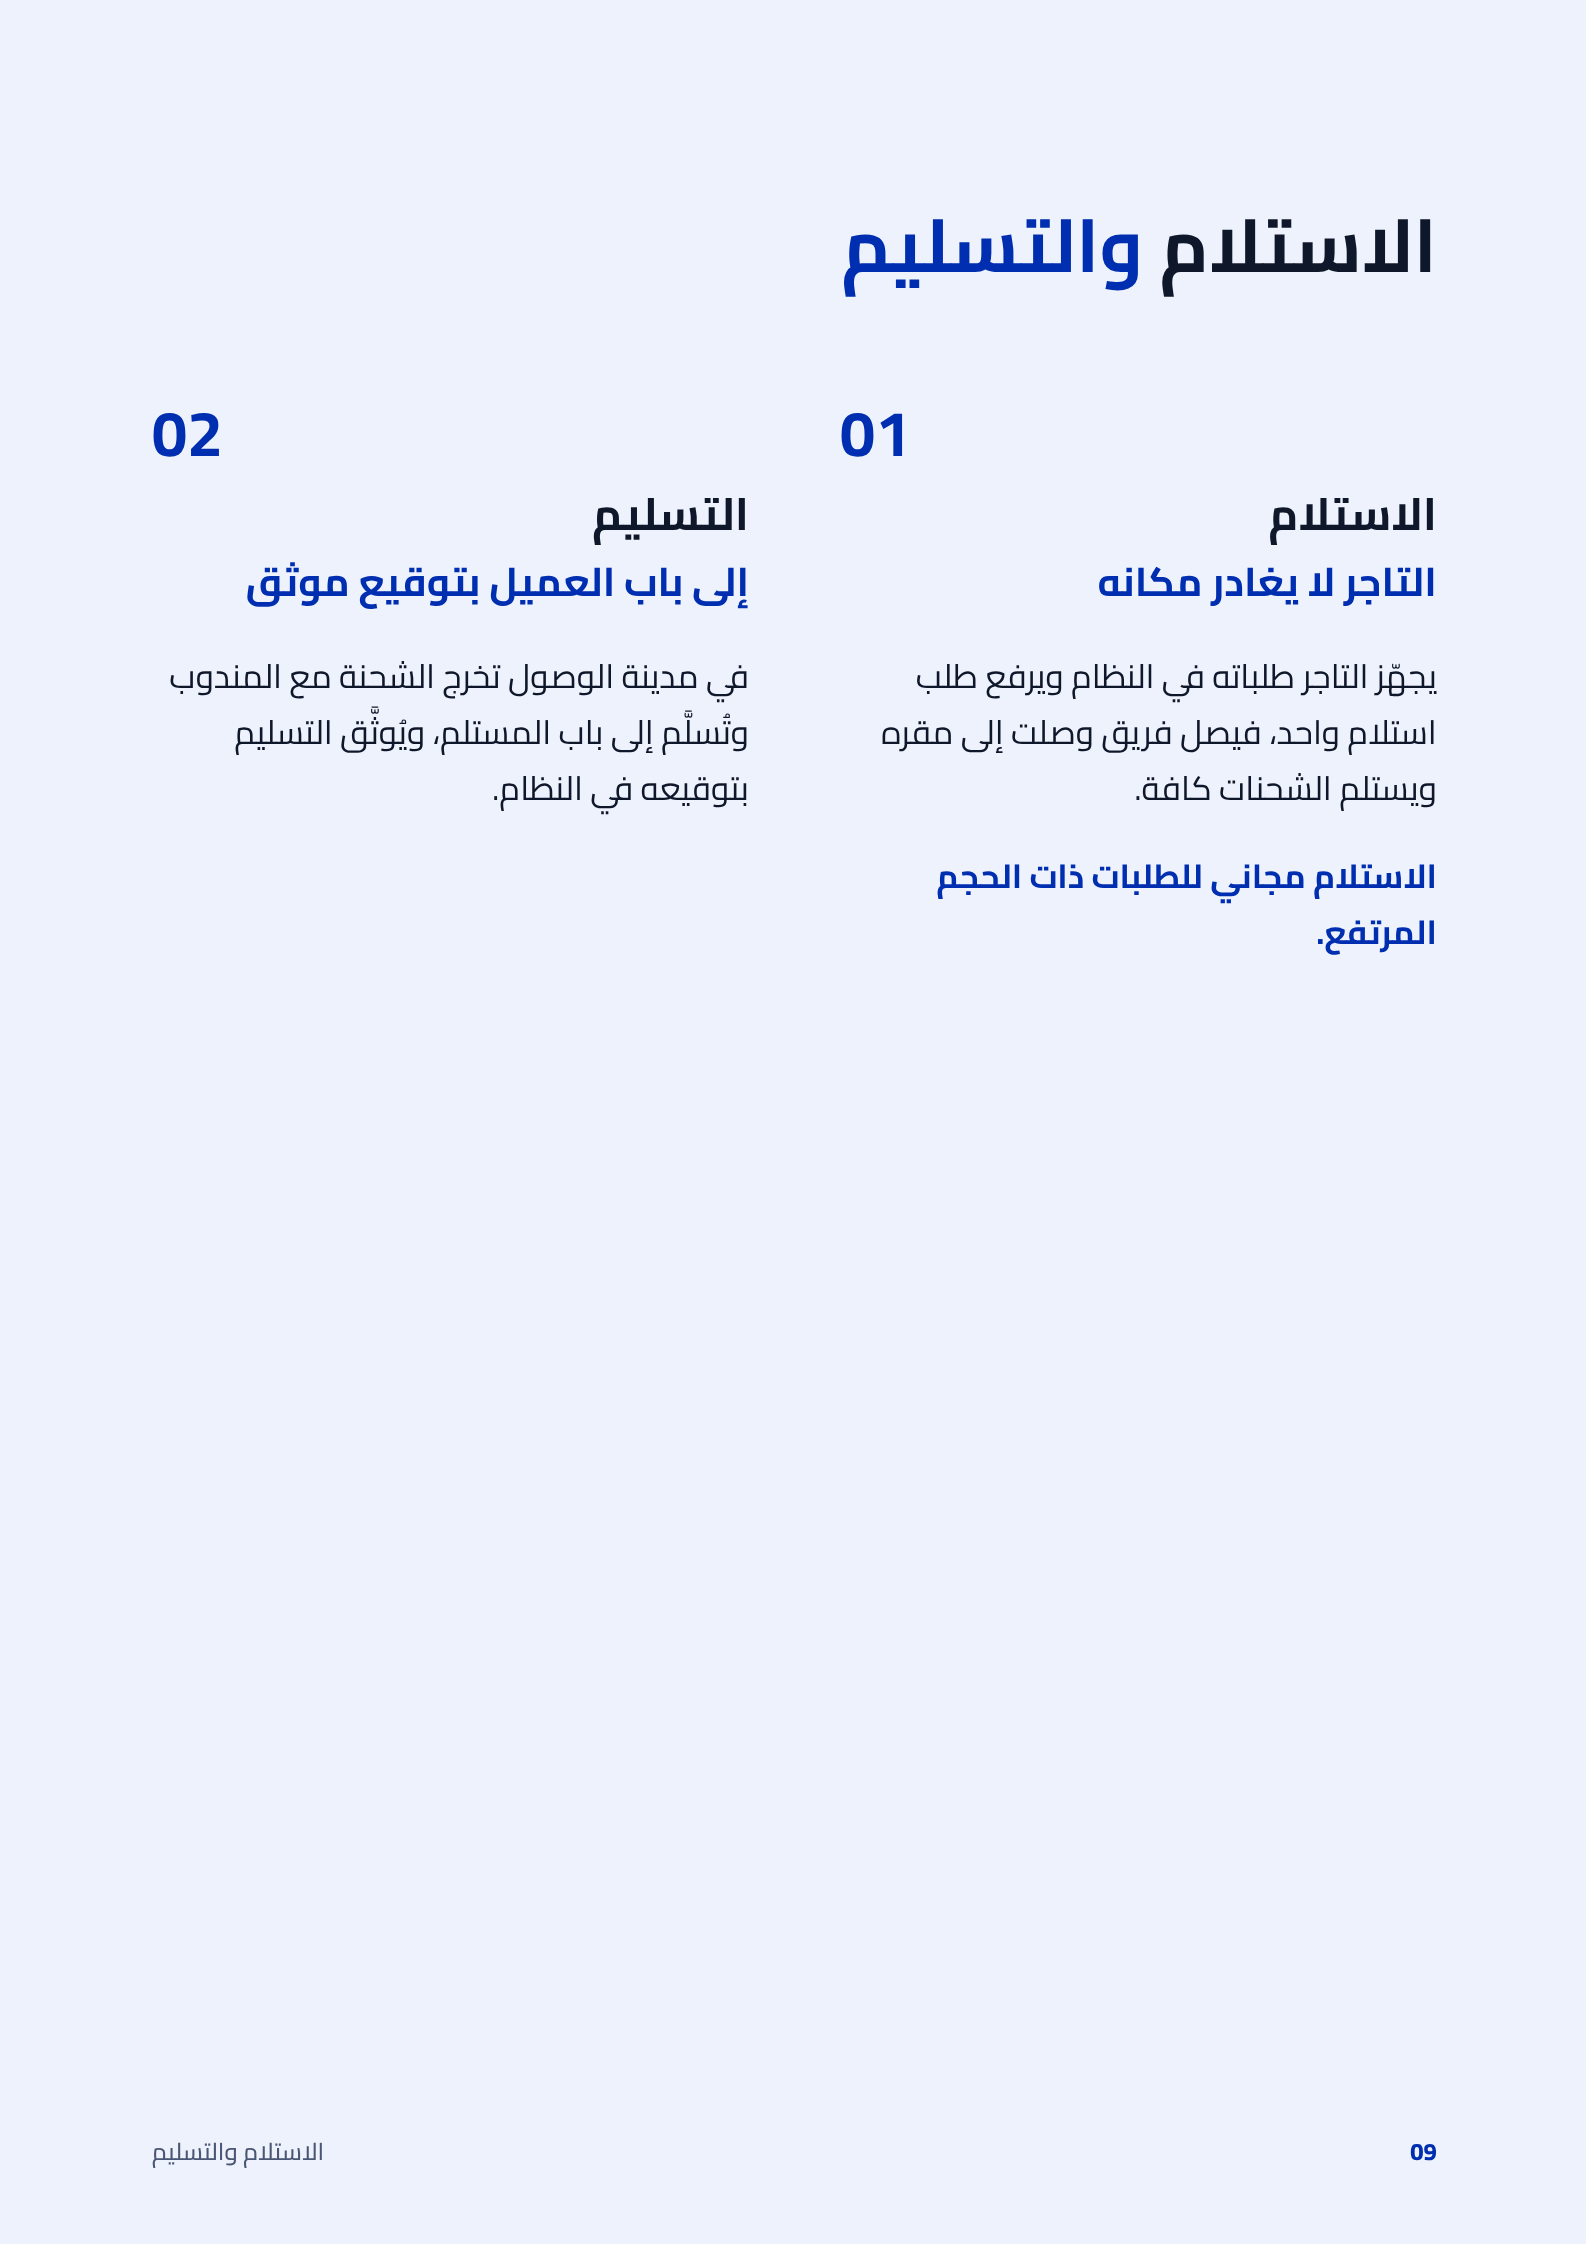 الاستلام والتسليم
01
الاستلام
التاجر لا يغادر مكانه
يجهّز التاجر طلباته في النظام ويرفع طلب
استلام واحد، فيصل فريق وصلت إلى مقره
ويستلم الشحنات كافة.
الاستلام مجاني للطلبات ذات الحجم
المرتفع.
02
التسليم
إلى باب العميل بتوقيع موثق
في مدينة الوصول تخرج الشحنة مع المندوب
وتُسلَّم إلى باب المستلم، ويُوثَّق التسليم
بتوقيعه في النظام.
09
الاستلام والتسليم